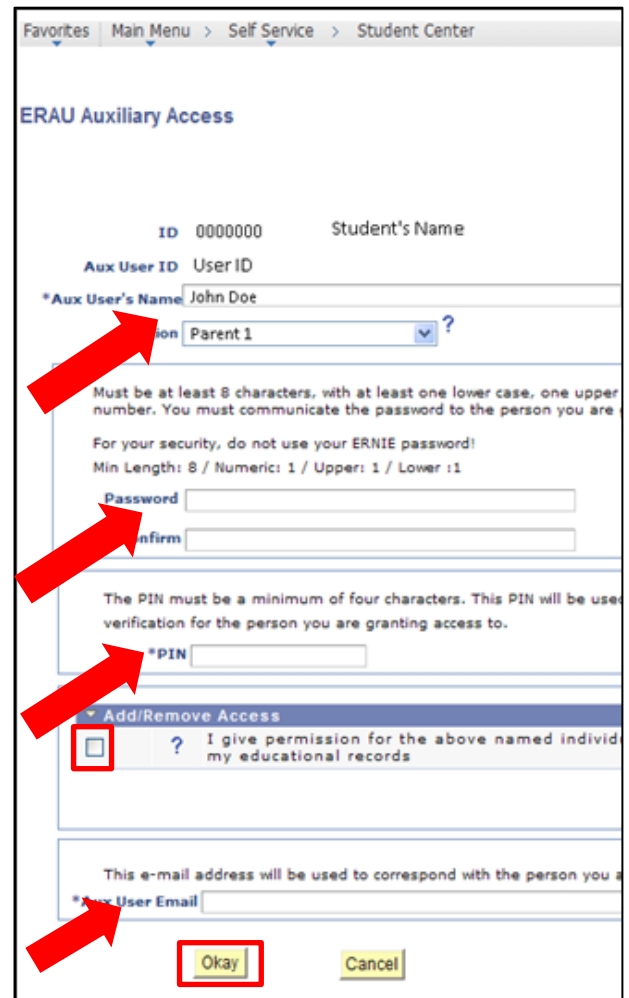 Favorites Main Menu > Self Service > Student Center
ERAU Auxiliary Access
ID 0000000 Student's Name
Aux User ID User ID
*Aux User's Name John Doe
ion Parent 1 ?
Must be at least 8 characters, with at least one lower case, one upper
number. You must communicate the password to the person you are
For your security, do not use your ERNIE password!
Min Length: 8 / Numeric: 1 / Upper: 1 / Lower :1
Password
nfirm
The PIN must be a minimum of four characters. This PIN will be used
verification for the person you are granting access to.
*PIN
Add/Remove Access
? I give permission for the above named individ
my educational records
This e-mail address will be used to correspond with the person you a
*Aux User Email
Okay Cancel